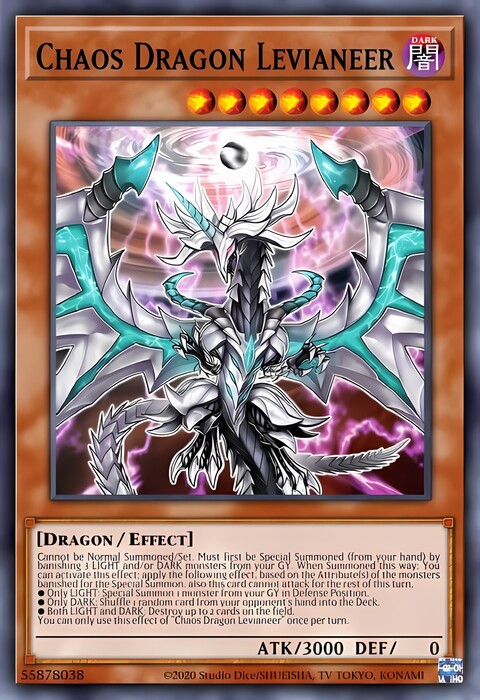 CHAOS DRAGON LEVIANEER
DARK
闇
[DRAGON / EFFECT]
Cannot be Normal Summoned/Set. Must first be Special Summoned (from your hand) by
banishing 3 LIGHT and/or DARK monsters from your GY. When Summoned this way: You
can activate this effect; apply the following effect, based on the Attribute(s) of the monsters
banished for the Special Summon, also this card cannot attack for the rest of this turn.
● Only LIGHT: Special Summon 1 monster from your GY in Defense Position.
● Only DARK: Shuffle 1 random card from your opponent's hand into the Deck.
● Both LIGHT and DARK: Destroy up to 2 cards on the field.
You can only use this effect of "Chaos Dragon Levianeer" once per turn.
ATK/3000 DEF/ 0
55878038
©2020 Studio Dice/SHUEISHA, TV TOKYO, KONAMI